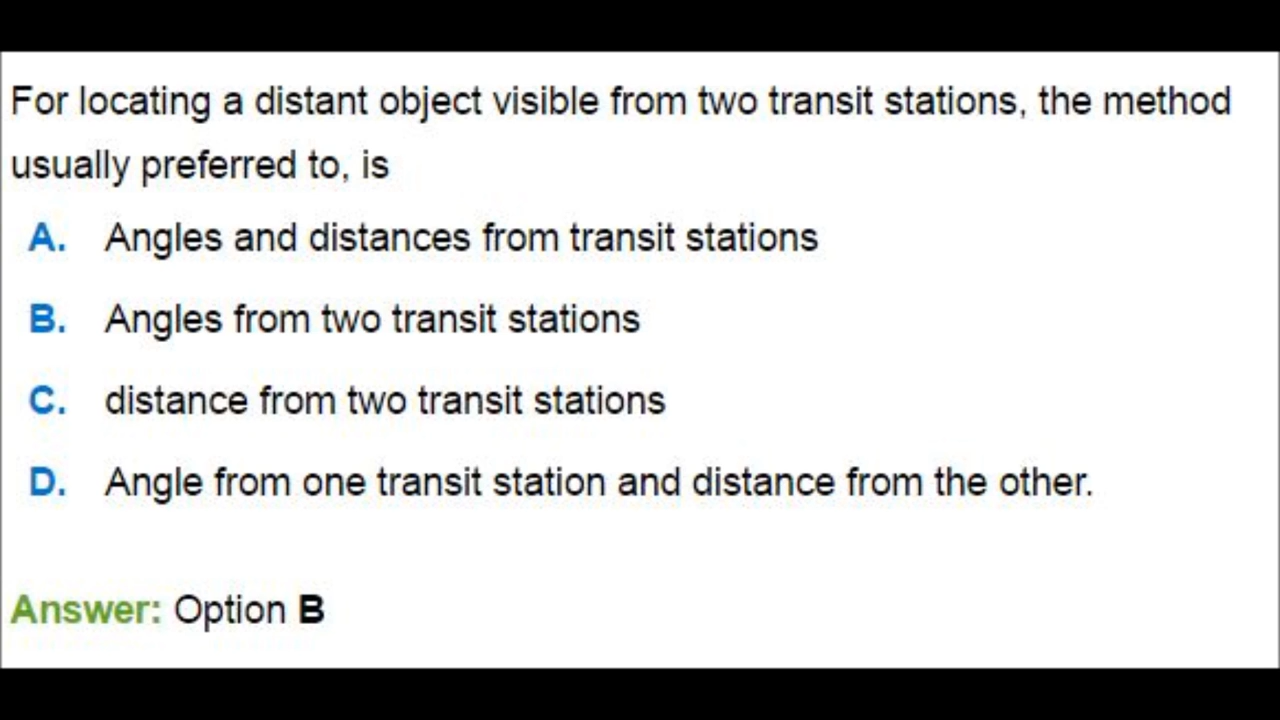 For locating a distant object visible from two transit stations, the method
usually preferred to, is
A. Angles and distances from transit stations
B. Angles from two transit stations
C. distance from two transit stations
D. Angle from one transit station and distance from the other.
Answer: Option B